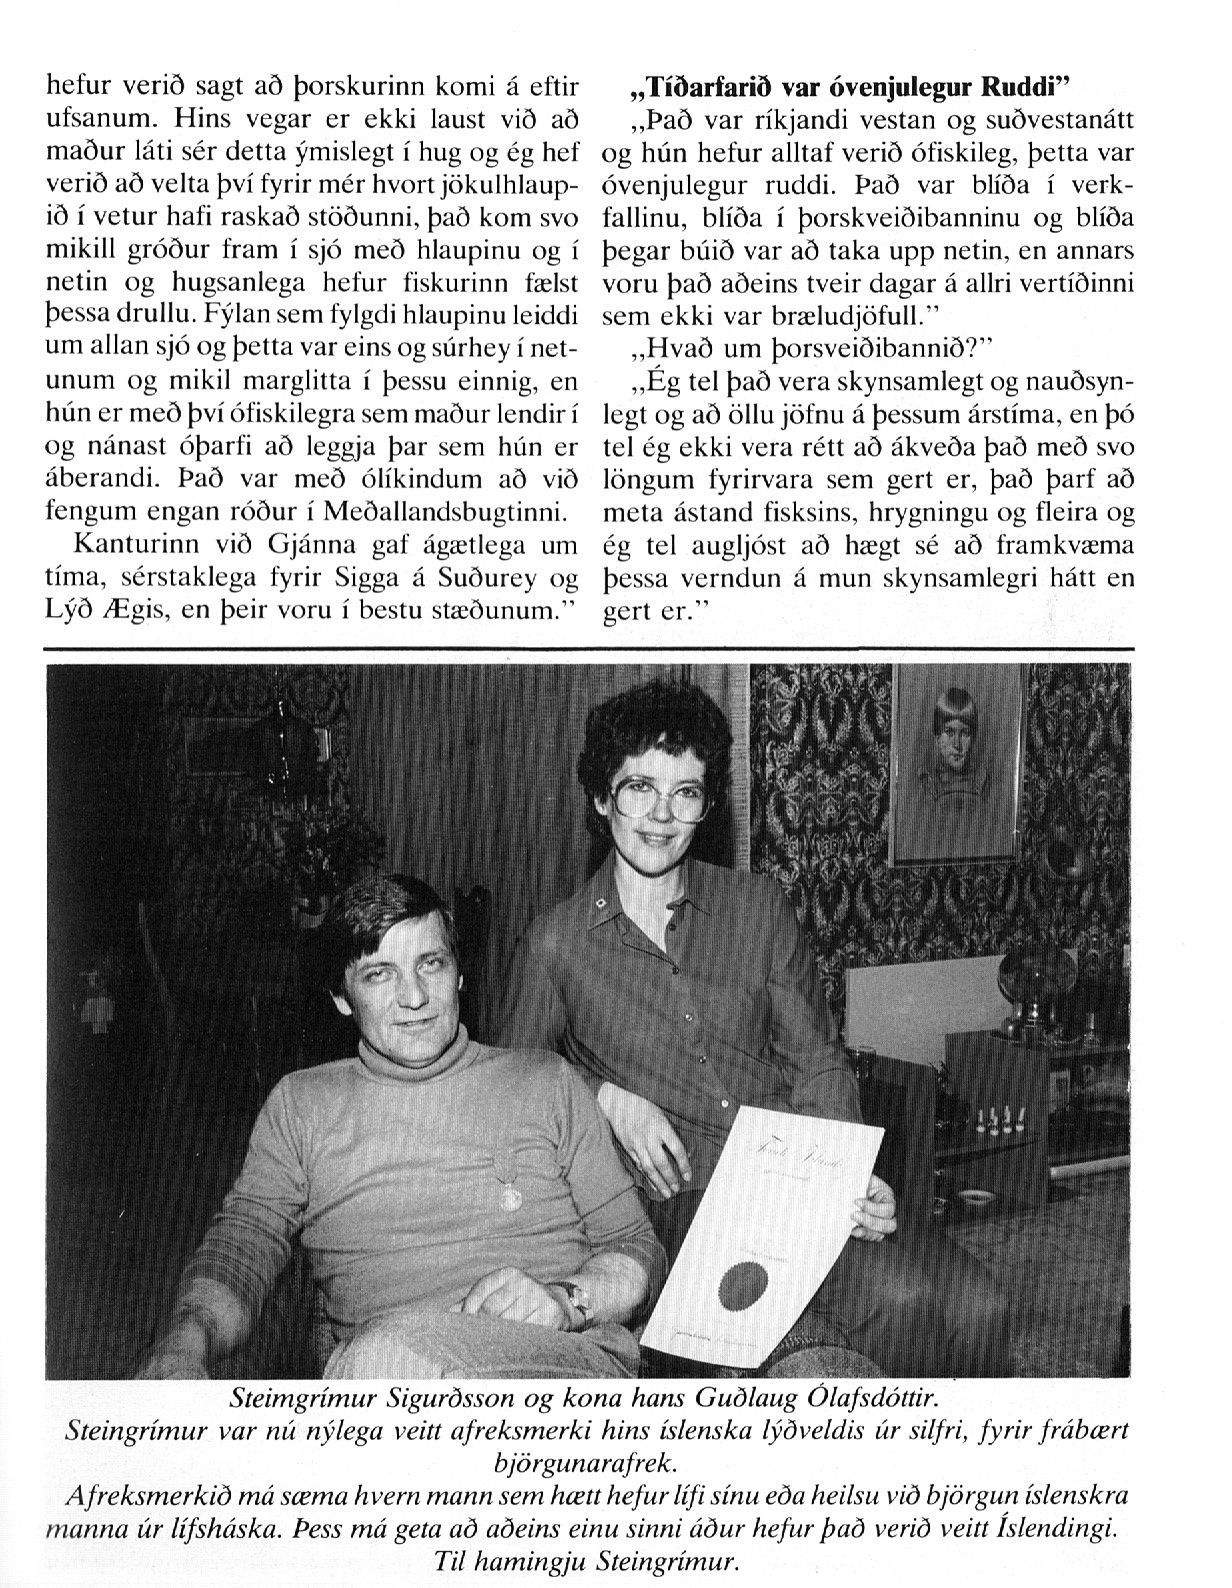 hefur verið sagt að þorskurinn komi á eftir
ufsanum. Hins vegar er ekki laust við að
maður láti sér detta ýmislegt í hug og ég hef
verið að velta því fyrir mér hvort jökulhlaup-
ið í vetur hafi raskað stöðunni, það kom svo
mikill gróður fram í sjó með hlaupinu og í
netin og hugsanlega hefur fiskurinn fælst
þessa drullu. Fýlan sem fylgdi hlaupinu leiddi
um allan sjó og þetta var eins og súrhey í net-
unum og mikil marglitta í þessu einnig, en
hún er með því ófiskilegra sem maður lendir í
og nánast óþarfi að leggja þar sem hún er
áberandi. Það var með ólíkindum að við
fengum engan róður í Meðallandsbugtinni.
Kanturinn við Gjánna gaf ágætlega um
tíma, sérstaklega fyrir Sigga á Suðurey og
Lýð Ægis, en þeir voru í bestu stæðunum.”
„Tíðarfarið var óvenjulegur Ruddi”
„Það var ríkjandi vestan og suðvestanátt
og hún hefur alltaf verið ófiskileg, þetta var
óvenjulegur ruddi. Það var blíða í verk-
fallinu, blíða í þorskveiðibanninu og blíða
þegar búið var að taka upp netin, en annars
voru það aðeins tveir dagar á allri vertíðinni
sem ekki var bræludjöfull.”
„Hvað um þorsveiðibannið?”
„Ég tel það vera skynsamlegt og nauðsyn-
legt og að öllu jöfnu á þessum árstíma, en þó
tel ég ekki vera rétt að ákveða það með svo
löngum fyrirvara sem gert er, það þarf að
meta ástand fisksins, hrygningu og fleira og
ég tel augljóst að hægt sé að framkvæma
þessa verndun á mun skynsamlegri hátt en
gert er.”
Steimgrímur Sigurðsson og kona hans Guðlaug Ólafsdóttir.
Steingrímur var nú nýlega veitt afreksmerki hins íslenska lýðveldis úr silfri, fyrir frábært
björgunarafrek.
Afreksmerkið má sæma hvern mann sem hætt hefur lífi sínu eða heilsu við björgun íslenskra
manna úr lífsháska. Þess má geta að aðeins einu sinni áður hefur það verið veitt Íslendingi.
Til hamingju Steingrímur.